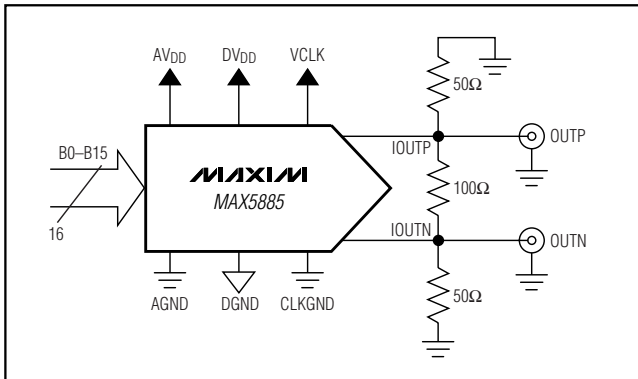 AVDD DVDD VCLK
50Ω
B0–B15
IOUTP
OUTP
MAXIM
MAX5885
100Ω
16
IOUTN
OUTN
50Ω
AGND DGND CLKGND